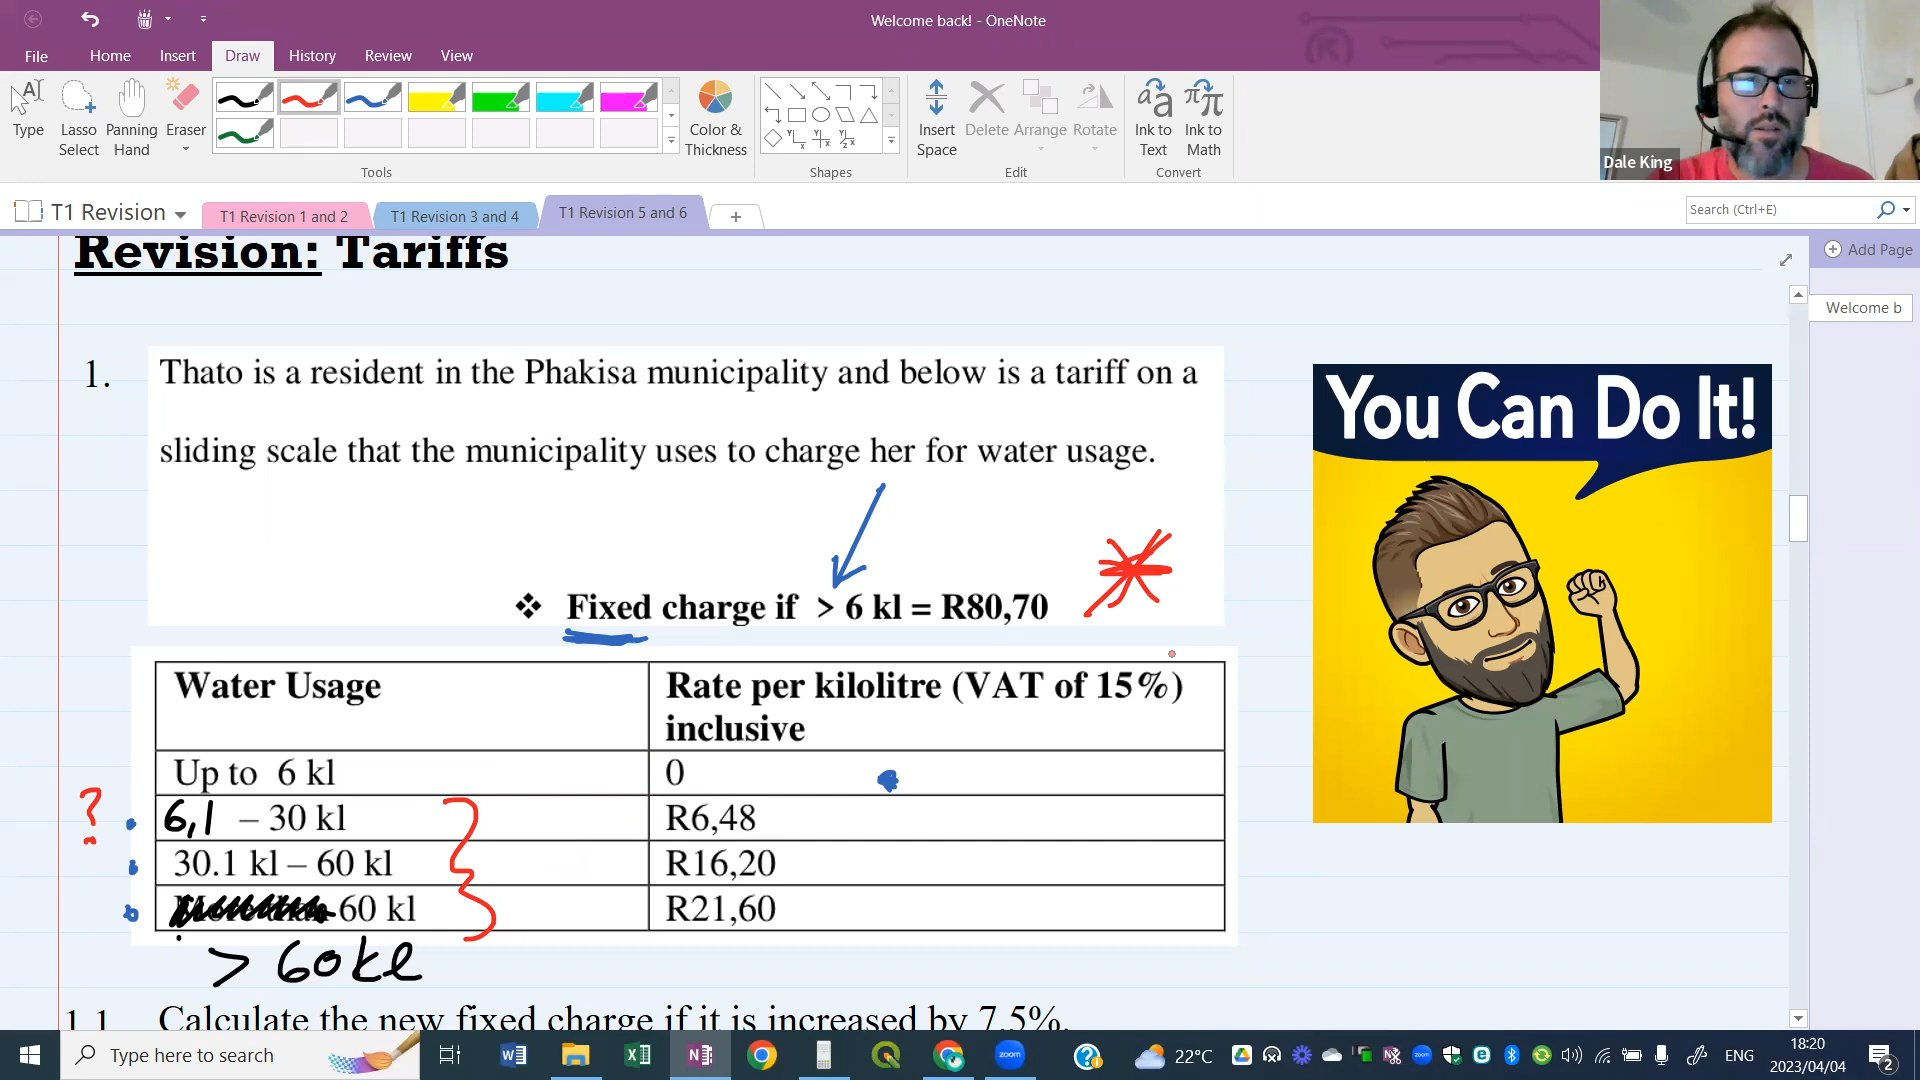 Welcome back! - OneNote
File Home Insert Draw History Review View
Type
Lasso Select
Panning Hand
Eraser
Color & Thickness
Insert Space
Delete
Arrange
Rotate
Ink to Text
Ink to Math
Tools
Shapes
Edit
Convert
Dale King
T1 Revision
T1 Revision 1 and 2
T1 Revision 3 and 4
T1 Revision 5 and 6
Search (Ctrl+E)
Add Page
Welcome b
Revision: Tariffs
1. Thato is a resident in the Phakisa municipality and below is a tariff on a
sliding scale that the municipality uses to charge her for water usage.
❖ Fixed charge if > 6 kl = R80,70
You Can Do It!
Water Usage Rate per kilolitre (VAT of 15%)
inclusive
Up to 6 kl 0
? 6,1 – 30 kl R6,48
30.1 kl – 60 kl R16,20
60 kl R21,60
> 60kl
1.1 Calculate the new fixed charge if it is increased by 7.5%.
Type here to search
zoom
22°C
ENG
18:20
2023/04/04
2